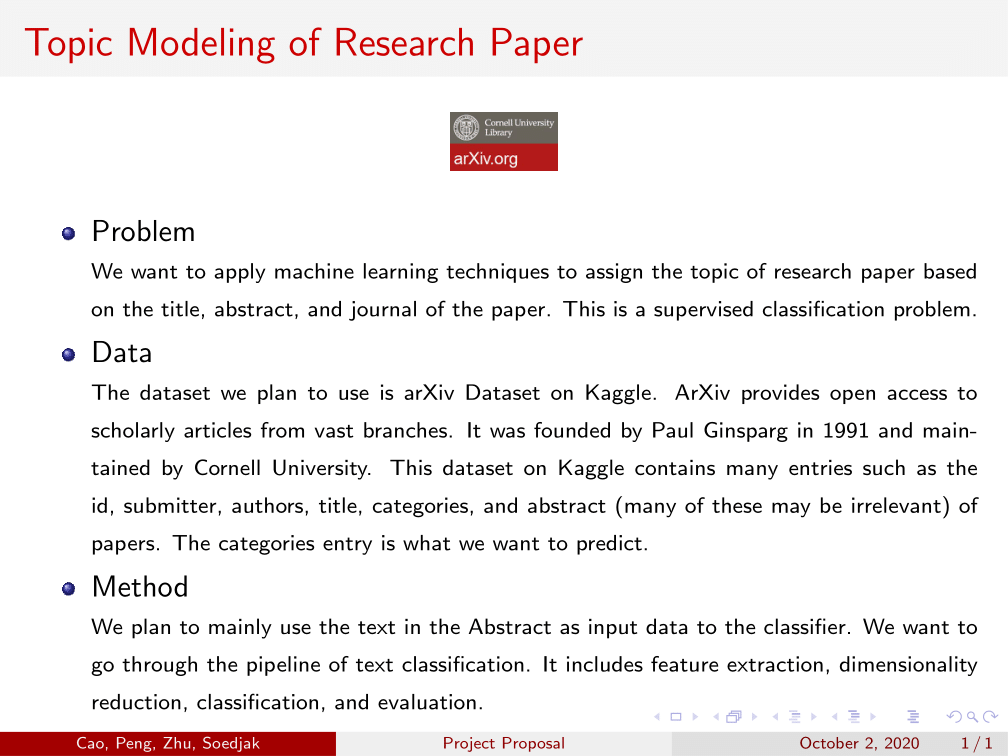 Topic Modeling of Research Paper
Cornell University
Library
arXiv.org
Problem
We want to apply machine learning techniques to assign the topic of research paper based
on the title, abstract, and journal of the paper. This is a supervised classification problem.
Data
The dataset we plan to use is arXiv Dataset on Kaggle. ArXiv provides open access to
scholarly articles from vast branches. It was founded by Paul Ginsparg in 1991 and main-
tained by Cornell University. This dataset on Kaggle contains many entries such as the
id, submitter, authors, title, categories, and abstract (many of these may be irrelevant) of
papers. The categories entry is what we want to predict.
Method
We plan to mainly use the text in the Abstract as input data to the classifier. We want to
go through the pipeline of text classification. It includes feature extraction, dimensionality
reduction, classification, and evaluation.
Cao, Peng, Zhu, Soedjak Project Proposal October 2, 2020 1 / 1